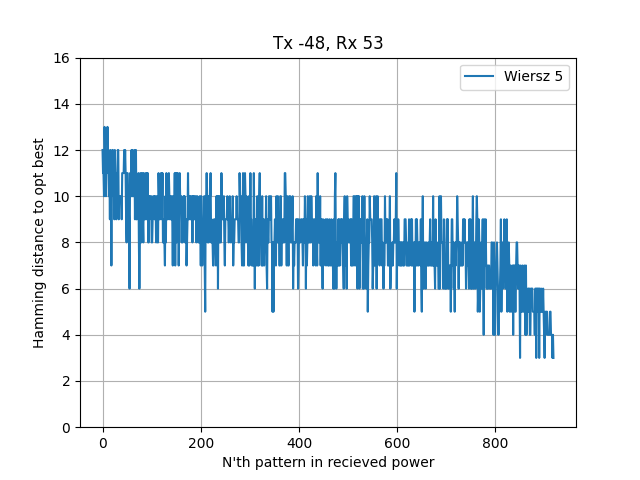 Tx -48, Rx 53
Wiersz 5
Hamming distance to opt best
16
14
12
10
8
6
4
2
0
0 200 400 600 800
N'th pattern in recieved power